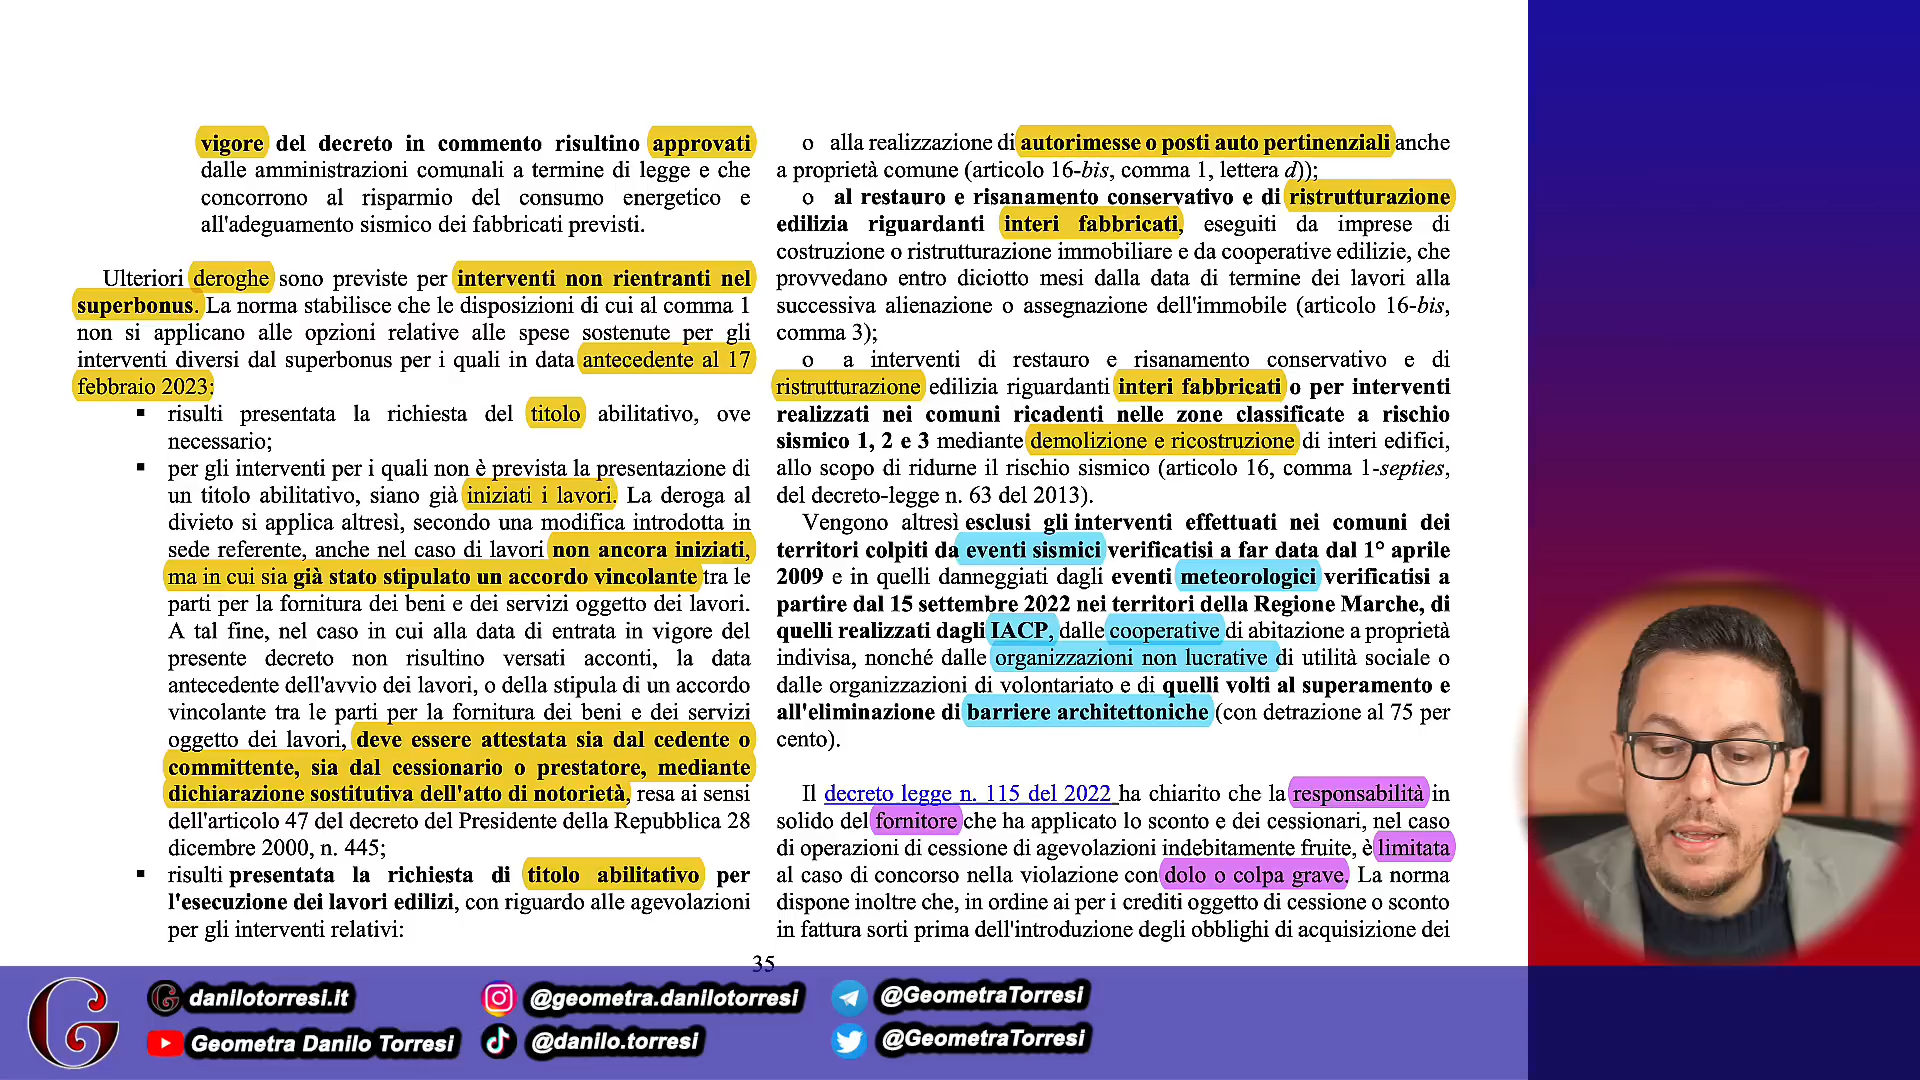 vigore del decreto in commento risultino approvati
dalle amministrazioni comunali a termine di legge e che
concorrono al risparmio del consumo energetico e
all'adeguamento sismico dei fabbricati previsti.
Ulteriori deroghe sono previste per interventi non rientranti nel
superbonus. La norma stabilisce che le disposizioni di cui al comma 1
non si applicano alle opzioni relative alle spese sostenute per gli
interventi diversi dal superbonus per i quali in data antecedente al 17
febbraio 2023:
▪ risulti presentata la richiesta del titolo abilitativo, ove
necessario;
▪ per gli interventi per i quali non è prevista la presentazione di
un titolo abilitativo, siano già iniziati i lavori. La deroga al
divieto si applica altresì, secondo una modifica introdotta in
sede referente, anche nel caso di lavori non ancora iniziati,
ma in cui sia già stato stipulato un accordo vincolante tra le
parti per la fornitura dei beni e dei servizi oggetto dei lavori.
A tal fine, nel caso in cui alla data di entrata in vigore del
presente decreto non risultino versati acconti, la data
antecedente dell'avvio dei lavori, o della stipula di un accordo
vincolante tra le parti per la fornitura dei beni e dei servizi
oggetto dei lavori, deve essere attestata sia dal cedente o
committente, sia dal cessionario o prestatore, mediante
dichiarazione sostitutiva dell'atto di notorietà, resa ai sensi
dell'articolo 47 del decreto del Presidente della Repubblica 28
dicembre 2000, n. 445;
▪ risulti presentata la richiesta di titolo abilitativo per
l'esecuzione dei lavori edilizi, con riguardo alle agevolazioni
per gli interventi relativi:
o alla realizzazione di autorimesse o posti auto pertinenziali anche
a proprietà comune (articolo 16-bis, comma 1, lettera d));
o al restauro e risanamento conservativo e di ristrutturazione
edilizia riguardanti interi fabbricati, eseguiti da imprese di
costruzione o ristrutturazione immobiliare e da cooperative edilizie, che
provvedano entro diciotto mesi dalla data di termine dei lavori alla
successiva alienazione o assegnazione dell'immobile (articolo 16-bis,
comma 3);
o a interventi di restauro e risanamento conservativo e di
ristrutturazione edilizia riguardanti interi fabbricati o per interventi
realizzati nei comuni ricadenti nelle zone classificate a rischio
sismico 1, 2 e 3 mediante demolizione e ricostruzione di interi edifici,
allo scopo di ridurne il rischio sismico (articolo 16, comma 1-septies,
del decreto-legge n. 63 del 2013).
Vengono altresì esclusi gli interventi effettuati nei comuni dei
territori colpiti da eventi sismici verificatisi a far data dal 1° aprile
2009 e in quelli danneggiati dagli eventi meteorologici verificatisi a
partire dal 15 settembre 2022 nei territori della Regione Marche, di
quelli realizzati dagli IACP, dalle cooperative di abitazione a proprietà
indivisa, nonché dalle organizzazioni non lucrative di utilità sociale o
dalle organizzazioni di volontariato e di quelli volti al superamento e
all'eliminazione di barriere architettoniche (con detrazione al 75 per
cento).
Il decreto legge n. 115 del 2022 ha chiarito che la responsabilità in
solido del fornitore che ha applicato lo sconto e dei cessionari, nel caso
di operazioni di cessione di agevolazioni indebitamente fruite, è limitata
al caso di concorso nella violazione con dolo o colpa grave. La norma
dispone inoltre che, in ordine ai per i crediti oggetto di cessione o sconto
in fattura sorti prima dell'introduzione degli obblighi di acquisizione dei
35
danilotorresi.it
@geometra.danilotorresi
@GeometraTorresi
Geometra Danilo Torresi
@danilo.torresi
@GeometraTorresi